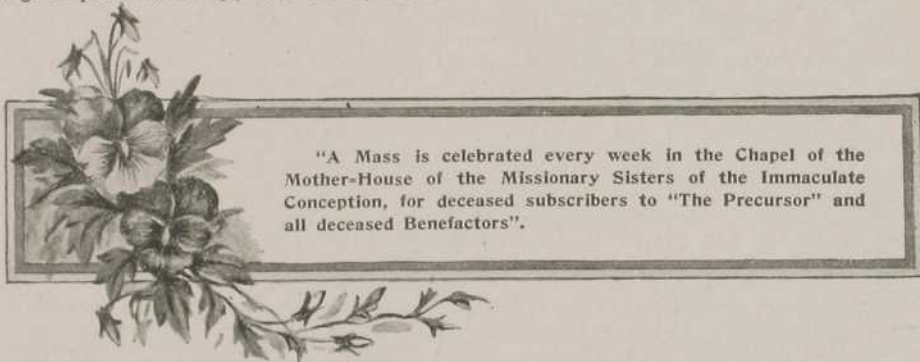 "A Mass is celebrated every week in the Chapel of the
Mother-House of the Missionary Sisters of the Immaculate
Conception, for deceased subscribers to "The Precursor" and
all deceased Benefactors".